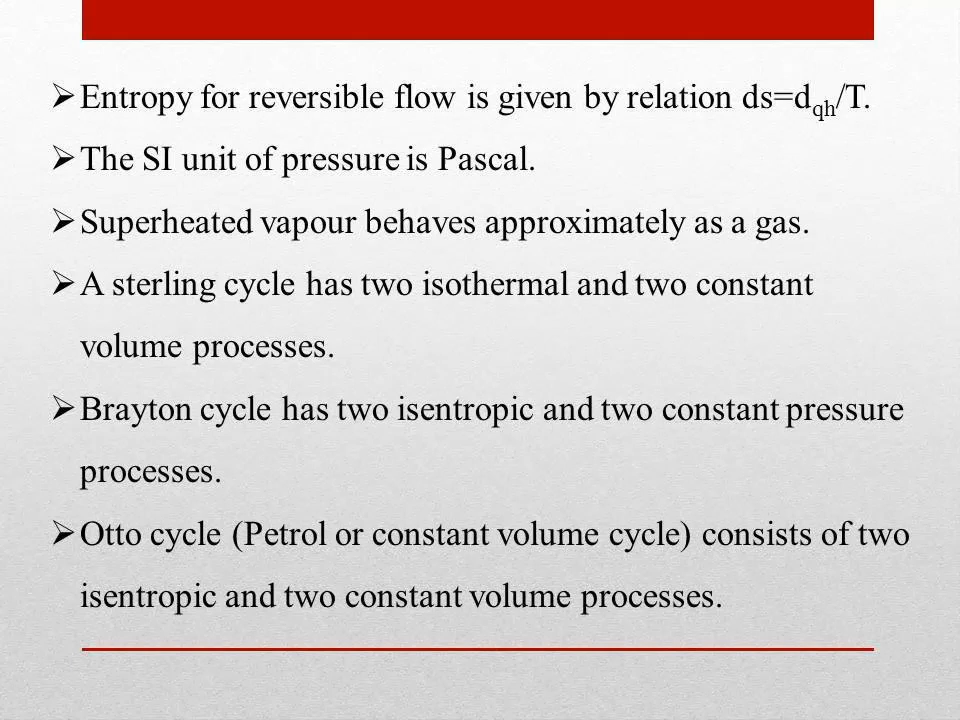 ➢Entropy for reversible flow is given by relation ds=d_qh/T.
➢The SI unit of pressure is Pascal.
➢Superheated vapour behaves approximately as a gas.
➢A sterling cycle has two isothermal and two constant
volume processes.
➢Brayton cycle has two isentropic and two constant pressure
processes.
➢Otto cycle (Petrol or constant volume cycle) consists of two
isentropic and two constant volume processes.